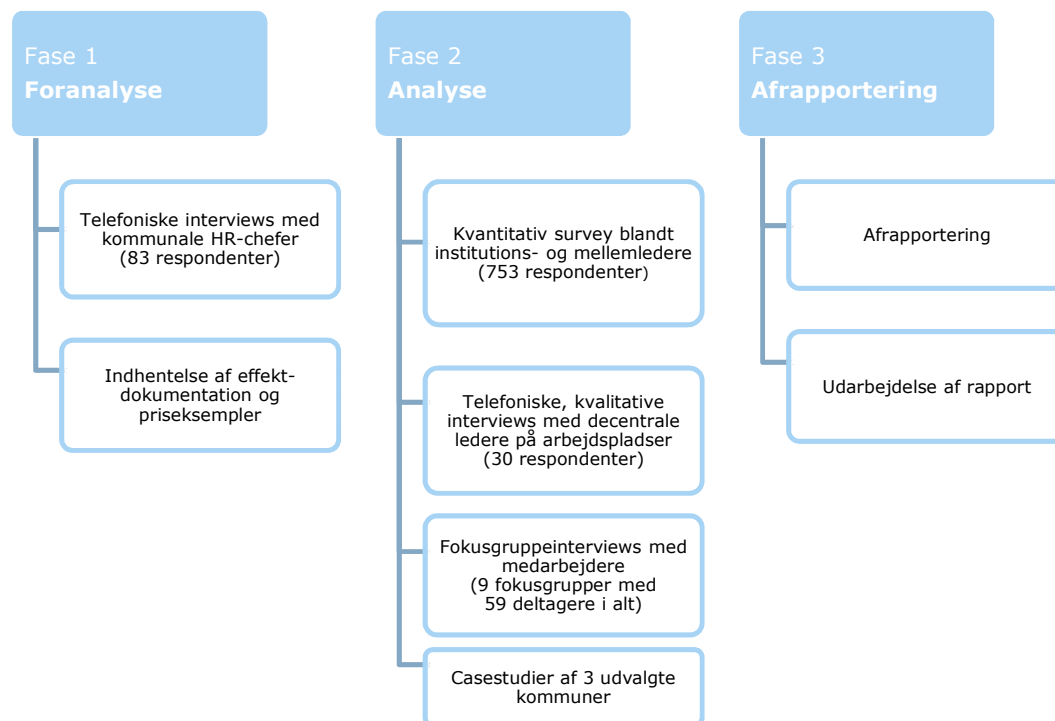 Fase 1
Foranalyse
Telefoniske interviews med
kommunale HR-chefer
(83 respondenter)
Indhentelse af effekt-
dokumentation og
priseksempler
Fase 2
Analyse
Kvantitativ survey blandt
institutions- og mellemledere
(753 respondenter)
Telefoniske, kvalitative
interviews med decentrale
ledere på arbejdspladser
(30 respondenter)
Fokusgruppeinterviews med
medarbejdere
(9 fokusgrupper med
59 deltagere i alt)
Casestudier af 3 udvalgte
kommuner
Fase 3
Afrapportering
Afrapportering
Udarbejdelse af rapport